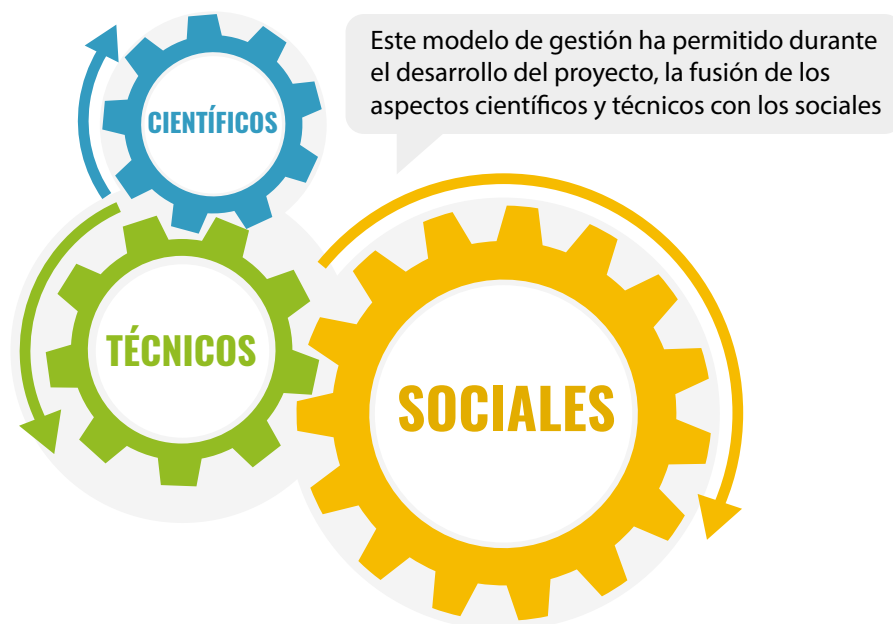 Este modelo de gestión ha permitido durante
el desarrollo del proyecto, la fusión de los
aspectos científicos y técnicos con los sociales
CIENTÍFICOS
TÉCNICOS
SOCIALES